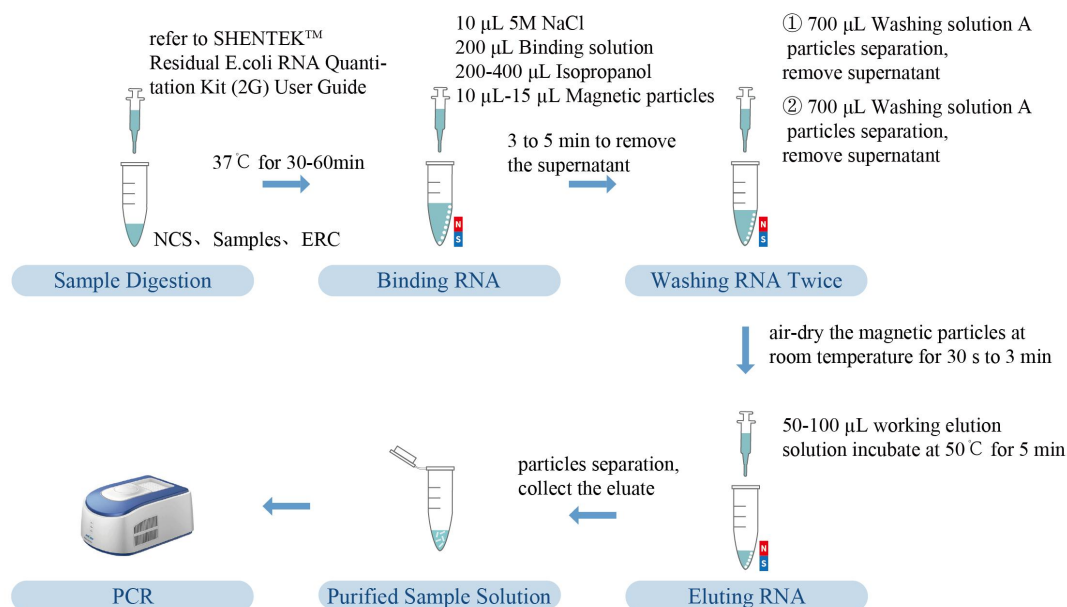 refer to SHENTEK™
Residual E.coli RNA Quanti-
tation Kit (2G) User Guide
37℃ for 30-60min
NCS、Samples、ERC
Sample Digestion
10 μL 5M NaCl
200 μL Binding solution
200-400 μL Isopropanol
10 μL-15 μL Magnetic particles
3 to 5 min to remove
the supernatant
N
S
Binding RNA
① 700 μL Washing solution A
particles separation,
remove supernatant
② 700 μL Washing solution A
particles separation,
remove supernatant
N
S
Washing RNA Twice
air-dry the magnetic particles at
room temperature for 30 s to 3 min
50-100 μL working elution
solution incubate at 50℃ for 5 min
N
S
Eluting RNA
particles separation,
collect the eluate
Purified Sample Solution
PCR